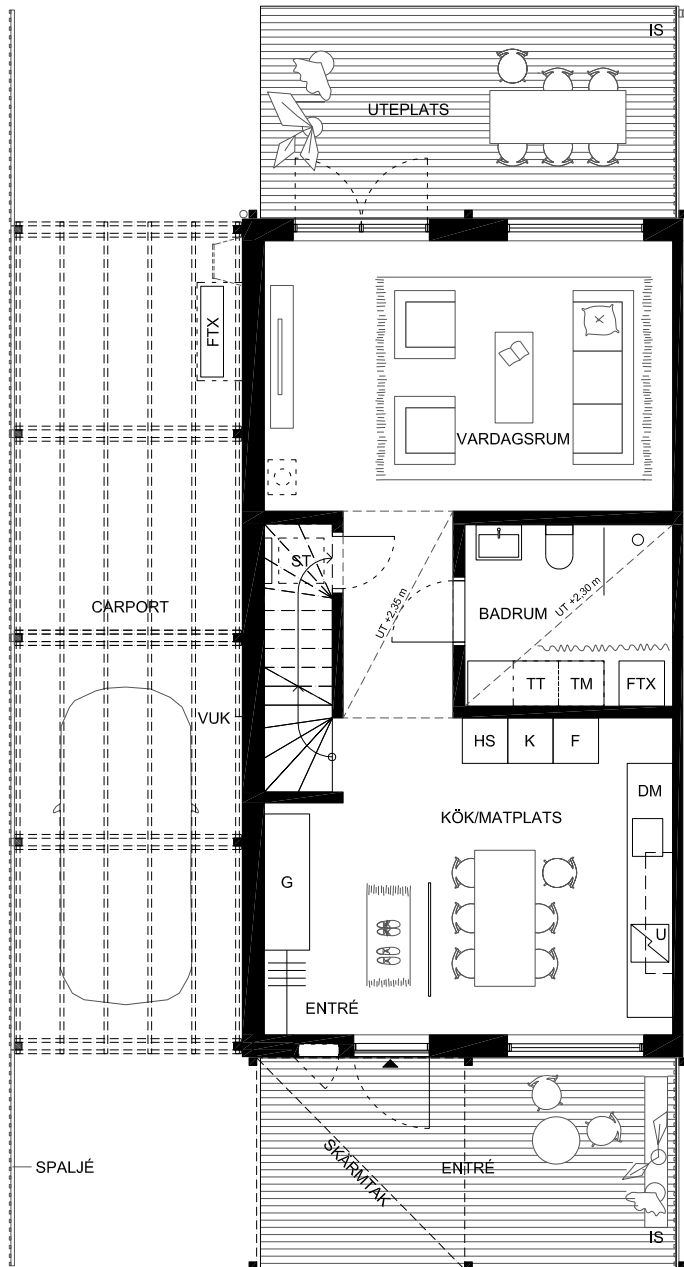 IS
UTEPLATS
FTX
VARDAGSRUM
ST
UT +2,35 m
UT +2,30 m
CARPORT
BADRUM
TT
TM
FTX
VUK
HS
K
F
DM
KÖK/MATPLATS
G
U
ENTRÉ
SKÄRMTAK
SPALJÉ
ENTRÉ
IS